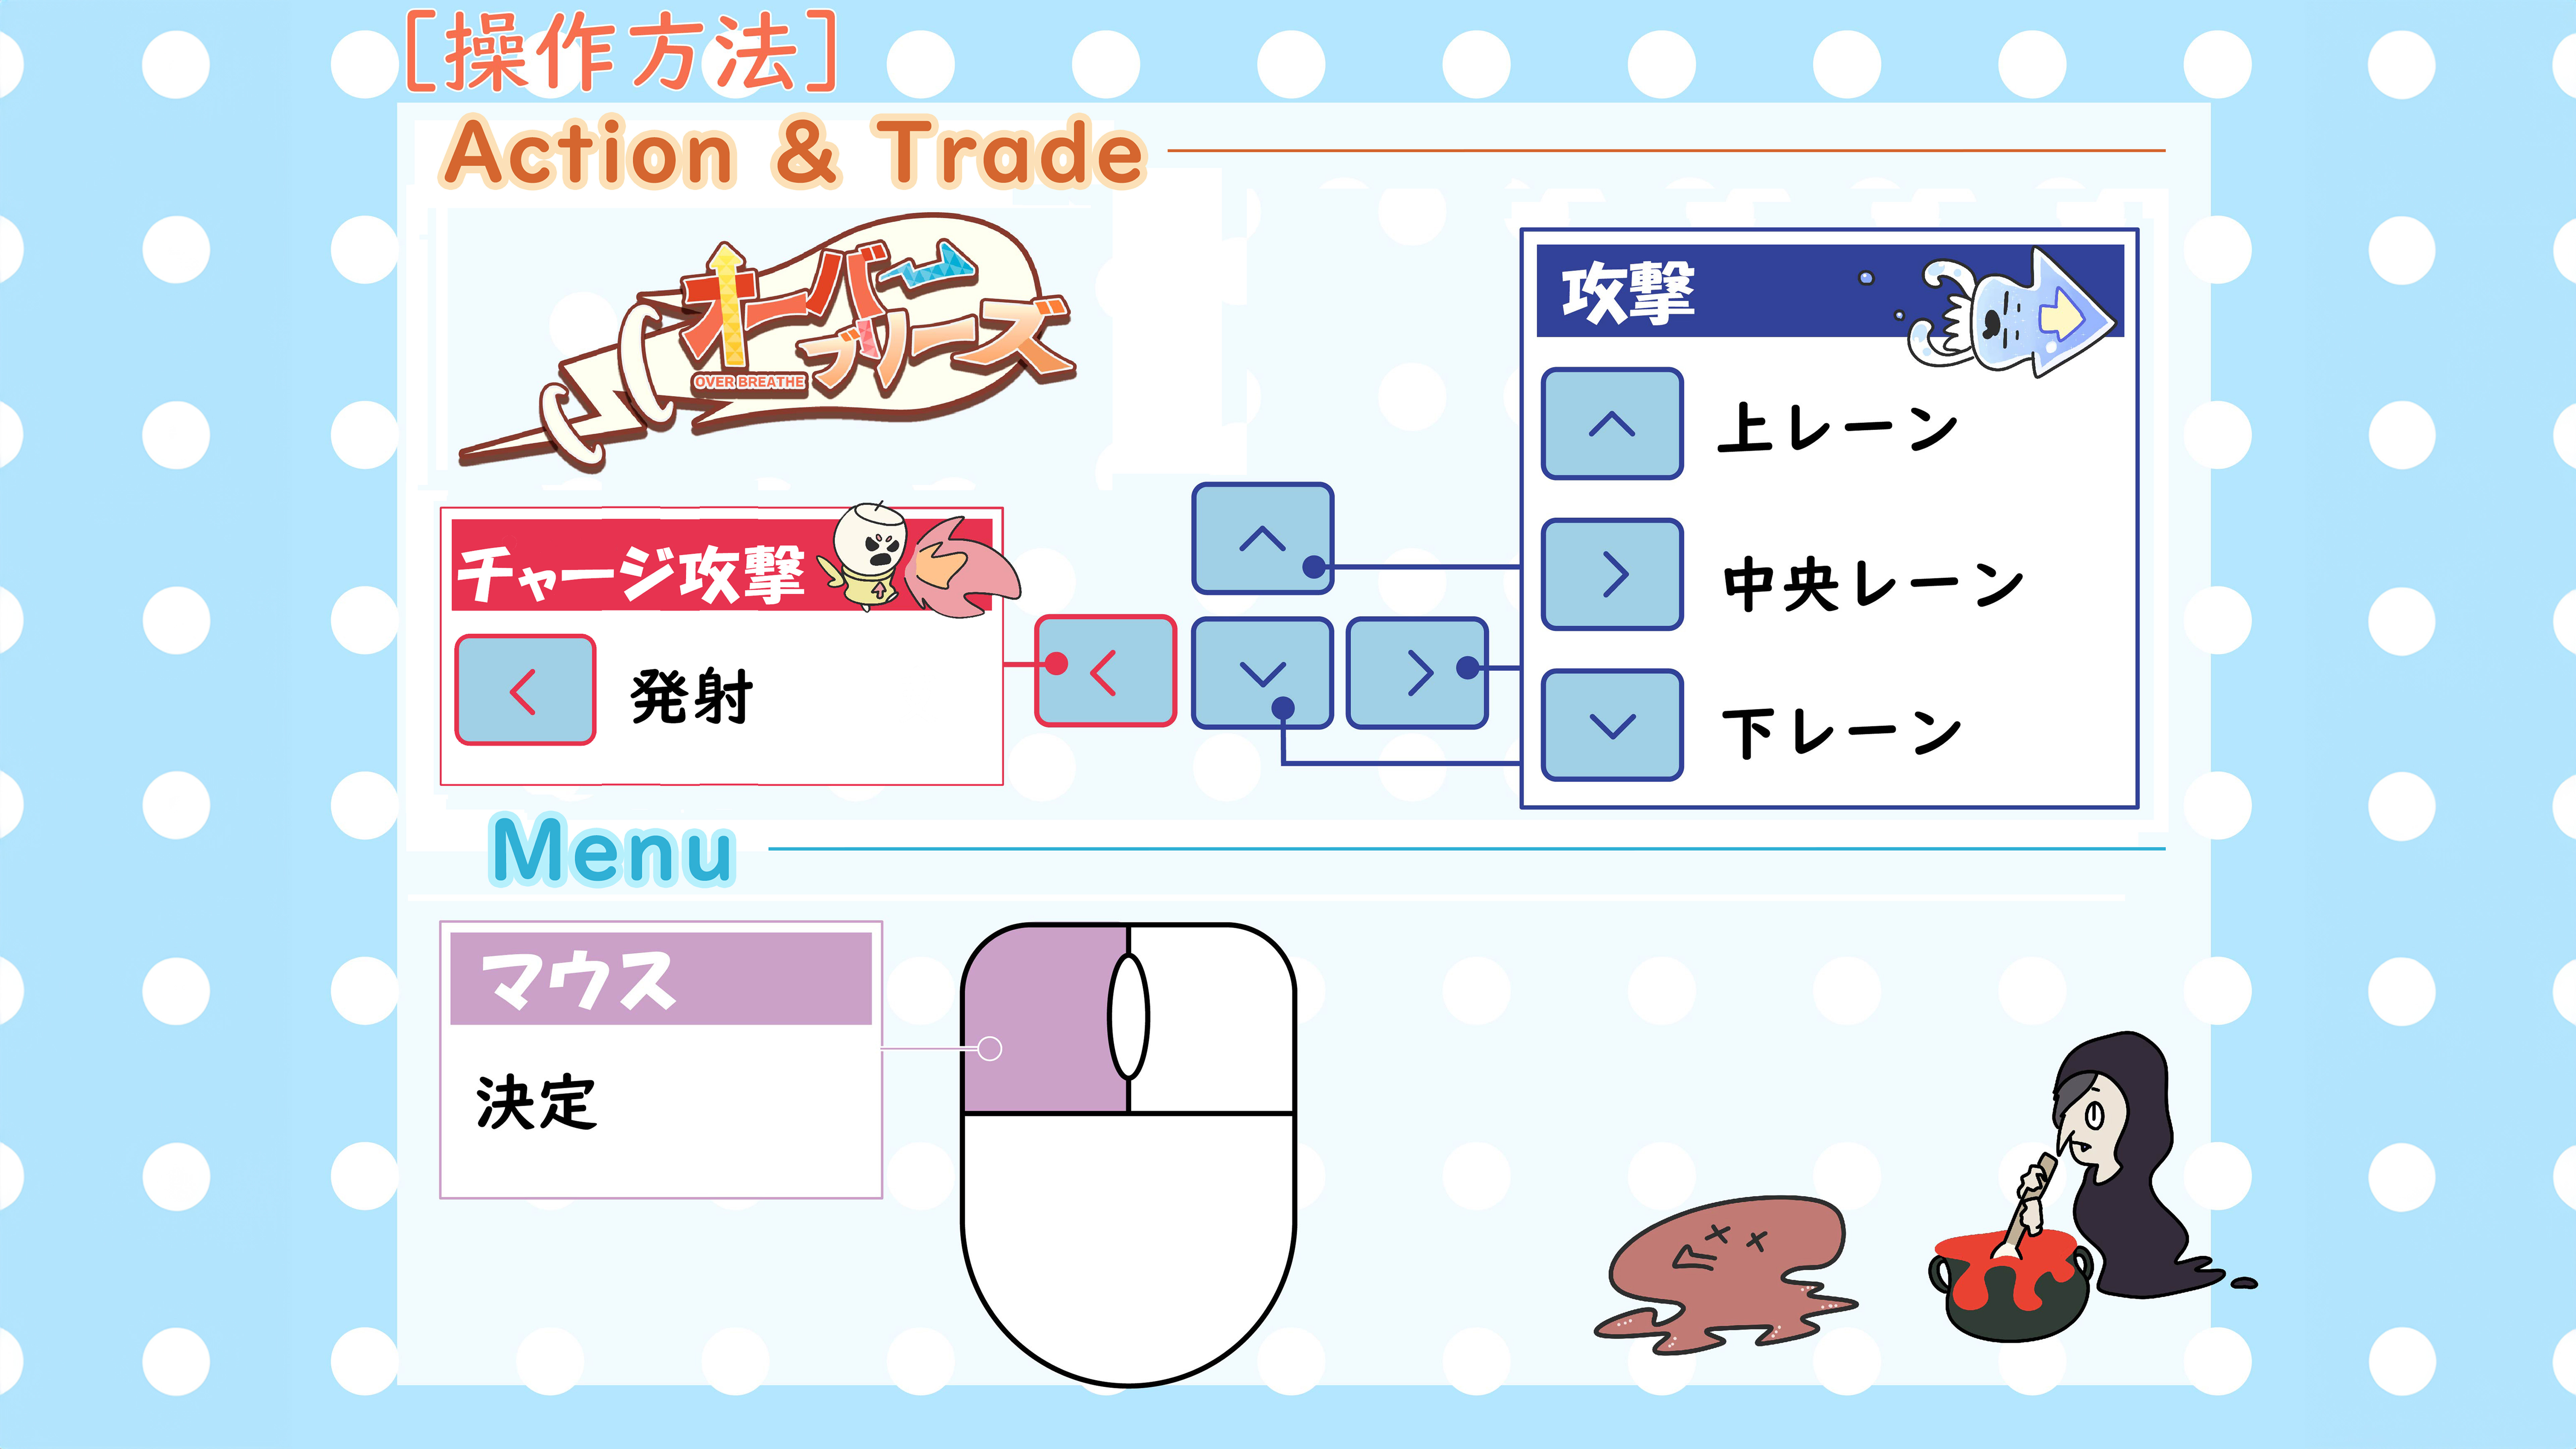 [操作方法]
Action & Trade
オーバー
ブリーズ
OVER BREATHE
チャージ攻撃
発射
攻撃
上レーン
中央レーン
下レーン
Menu
マウス
決定